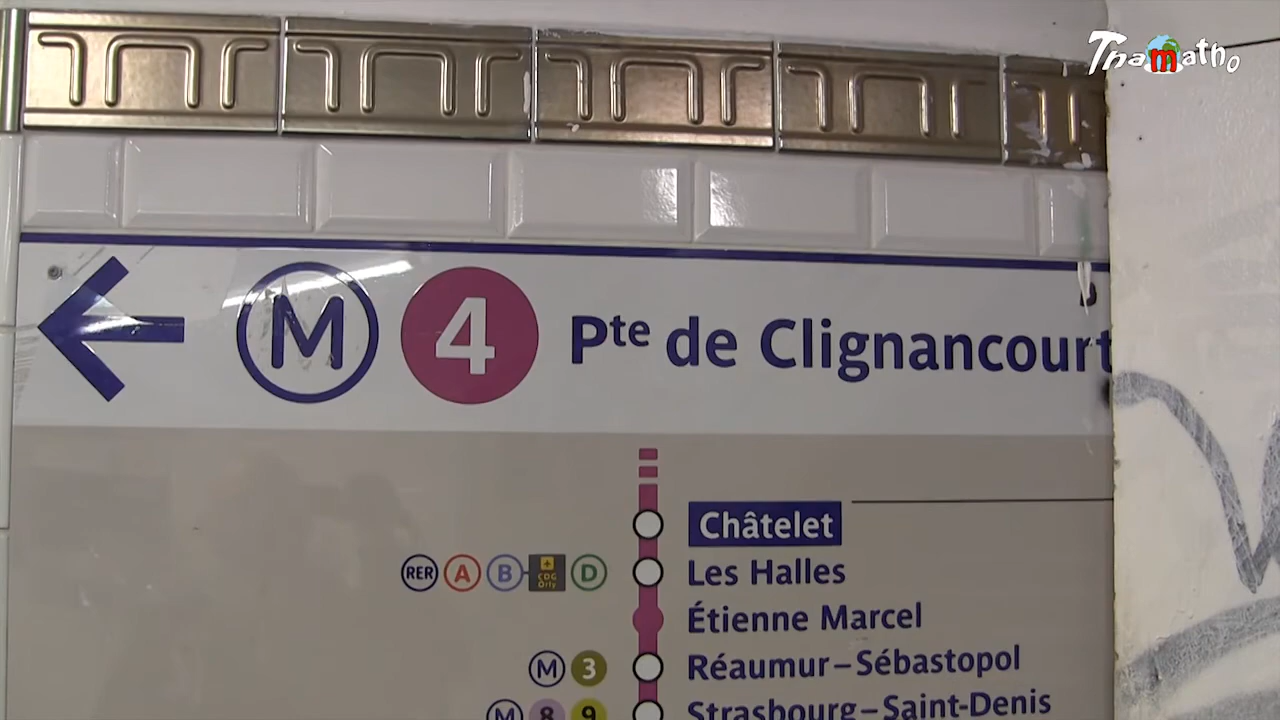 Thamatho
M 4 Pte de Clignancourt
Châtelet
RER A B CDG Orly D Les Halles
Étienne Marcel
M 3 Réaumur–Sébastopol
M 8 9 Strasbourg–Saint-Denis